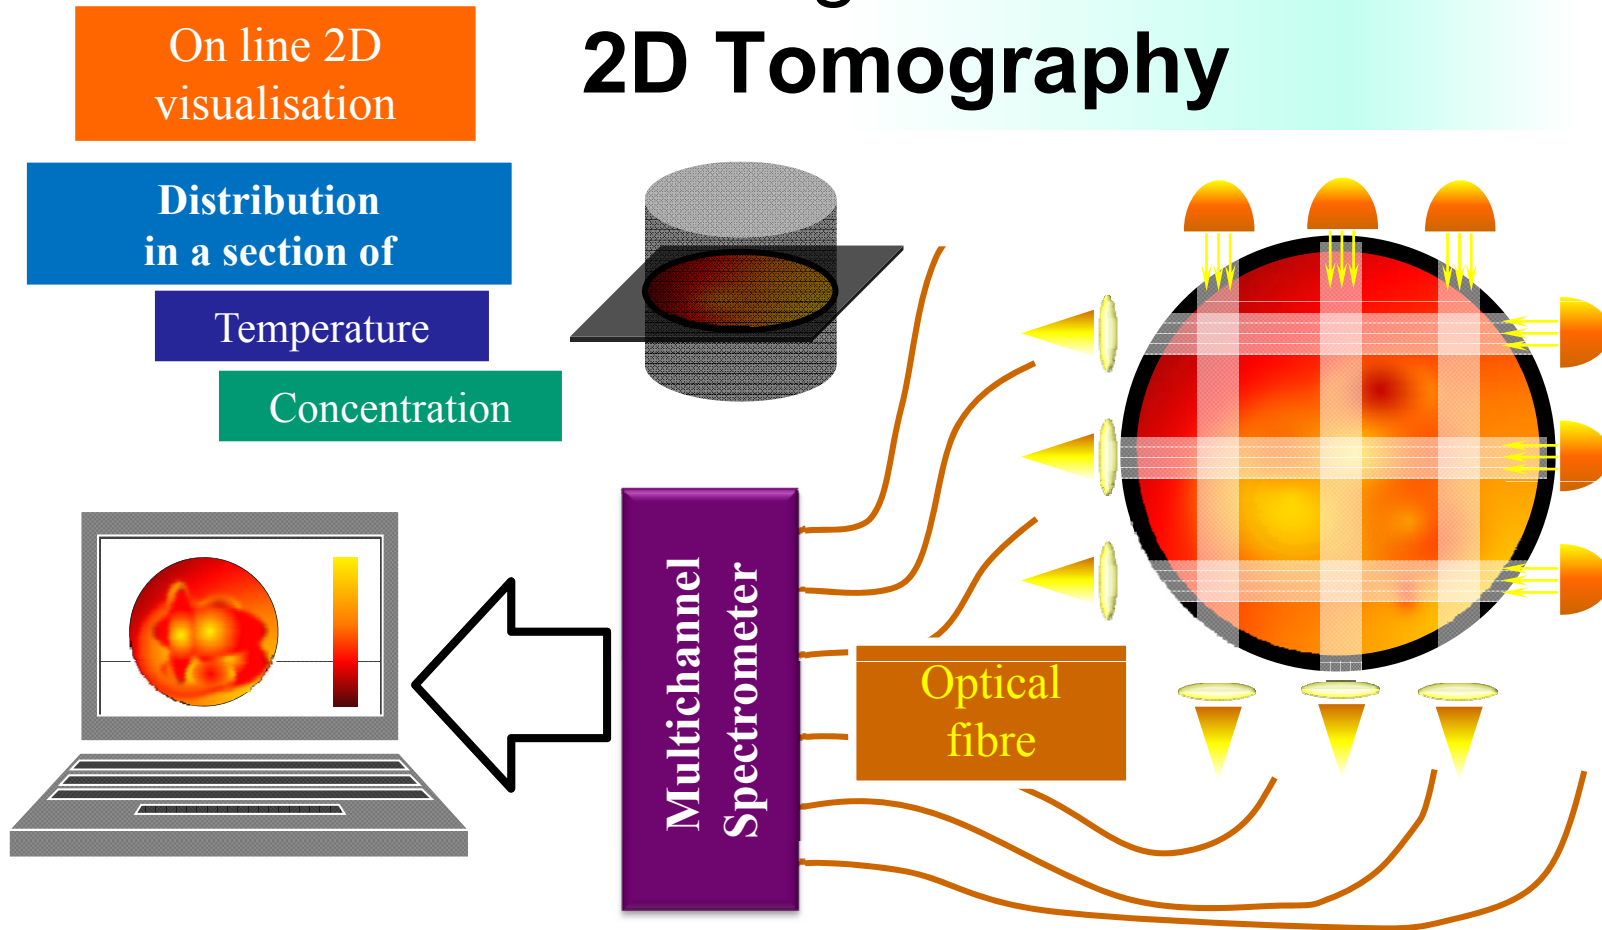 2D Tomography
On line 2D
visualisation
Distribution
in a section of
Temperature
Concentration
Multichannel
Spectrometer
Optical
fibre